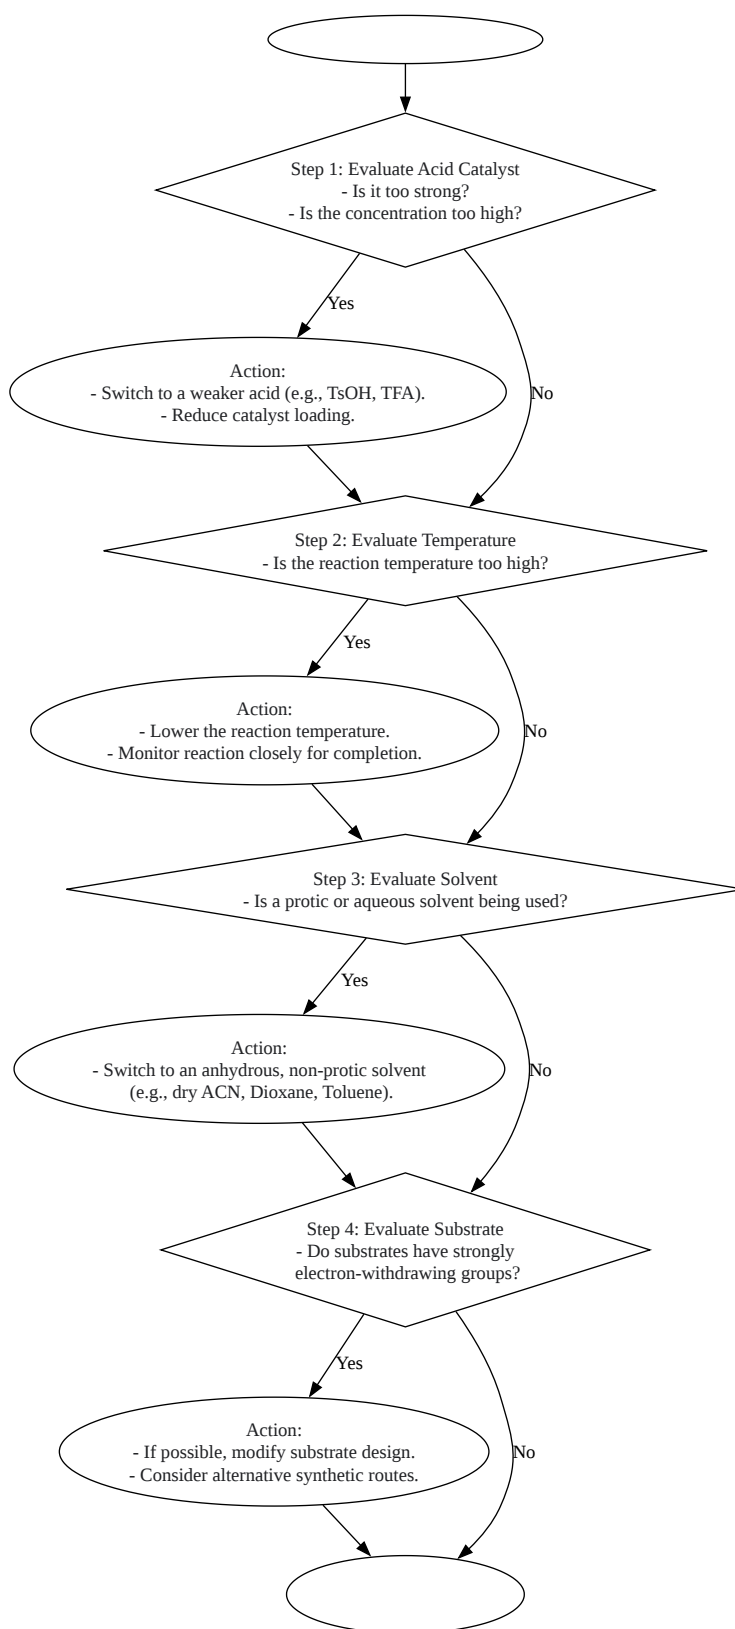 Step 1: Evaluate Acid Catalyst
- Is it too strong?
- Is the concentration too high?
Yes
Action:
- Switch to a weaker acid (e.g., TsOH, TFA).
- Reduce catalyst loading.
No
Step 2: Evaluate Temperature
- Is the reaction temperature too high?
Yes
Action:
- Lower the reaction temperature.
- Monitor reaction closely for completion.
No
Step 3: Evaluate Solvent
- Is a protic or aqueous solvent being used?
Yes
Action:
- Switch to an anhydrous, non-protic solvent
(e.g., dry ACN, Dioxane, Toluene).
No
Step 4: Evaluate Substrate
- Do substrates have strongly
electron-withdrawing groups?
Yes
Action:
- If possible, modify substrate design.
- Consider alternative synthetic routes.
No